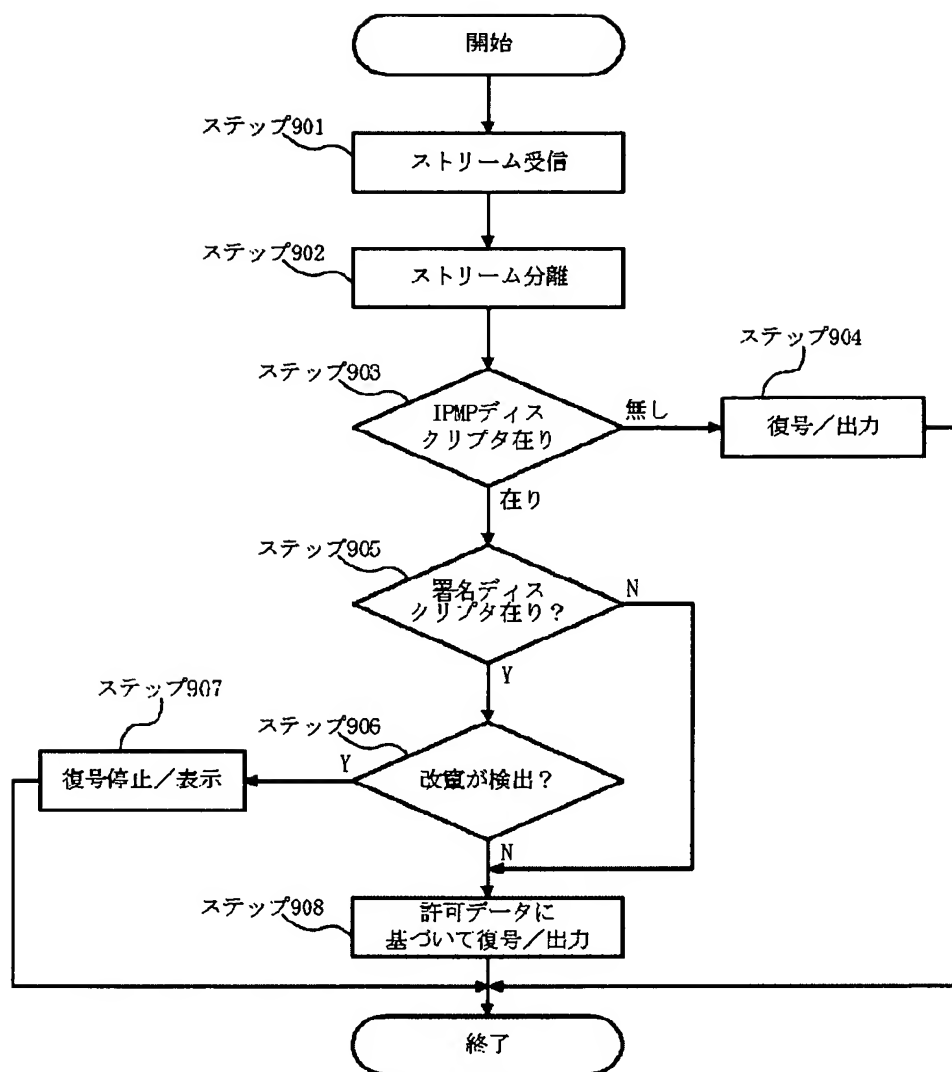 開始
ステップ901
ストリーム受信
ステップ902
ストリーム分離
ステップ903
IPMPディス
クリプタ在り
無し
ステップ904
復号／出力
在り
ステップ905
署名ディス
クリプタ在り？
N
Y
ステップ906
改竄が検出？
Y
ステップ907
復号停止／表示
N
ステップ908
許可データに
基づいて復号／出力
終了